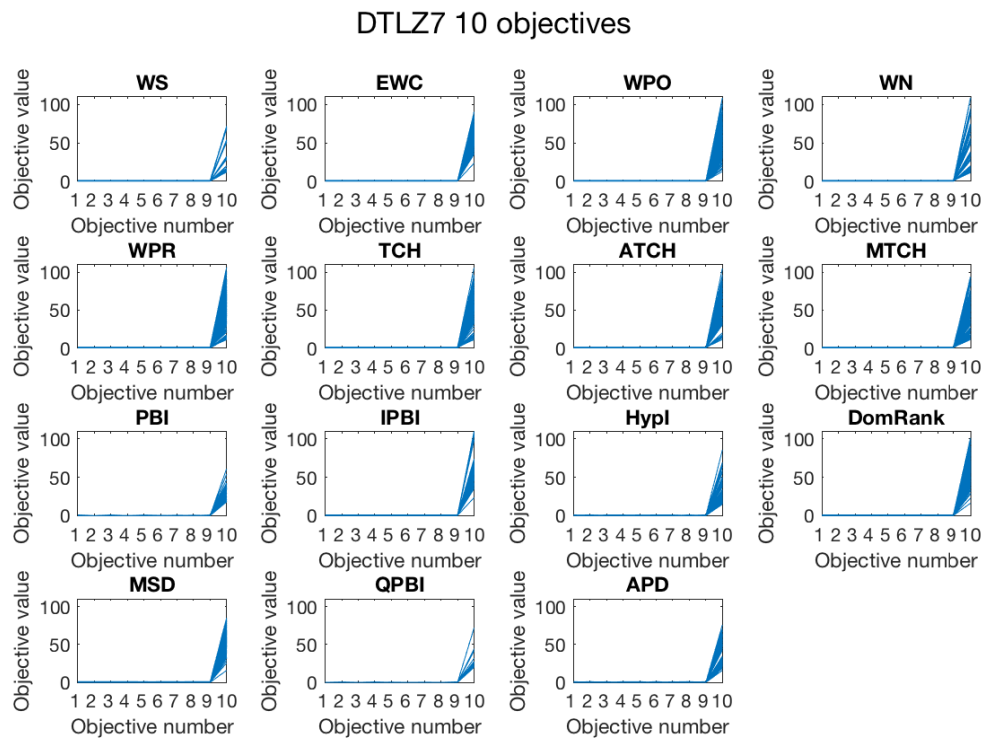 DTLZ7 10 objectives
WS
Objective value
100
50
0
1 2 3 4 5 6 7 8 9 10
Objective number
EWC
Objective value
100
50
0
1 2 3 4 5 6 7 8 9 10
Objective number
WPO
Objective value
100
50
0
1 2 3 4 5 6 7 8 9 10
Objective number
WN
Objective value
100
50
0
1 2 3 4 5 6 7 8 9 10
Objective number
WPR
Objective value
100
50
0
1 2 3 4 5 6 7 8 9 10
Objective number
TCH
Objective value
100
50
0
1 2 3 4 5 6 7 8 9 10
Objective number
ATCH
Objective value
100
50
0
1 2 3 4 5 6 7 8 9 10
Objective number
MTCH
Objective value
100
50
0
1 2 3 4 5 6 7 8 9 10
Objective number
PBI
Objective value
100
50
0
1 2 3 4 5 6 7 8 9 10
Objective number
IPBI
Objective value
100
50
0
1 2 3 4 5 6 7 8 9 10
Objective number
HypI
Objective value
100
50
0
1 2 3 4 5 6 7 8 9 10
Objective number
DomRank
Objective value
100
50
0
1 2 3 4 5 6 7 8 9 10
Objective number
MSD
Objective value
100
50
0
1 2 3 4 5 6 7 8 9 10
Objective number
QPBI
Objective value
100
50
0
1 2 3 4 5 6 7 8 9 10
Objective number
APD
Objective value
100
50
0
1 2 3 4 5 6 7 8 9 10
Objective number